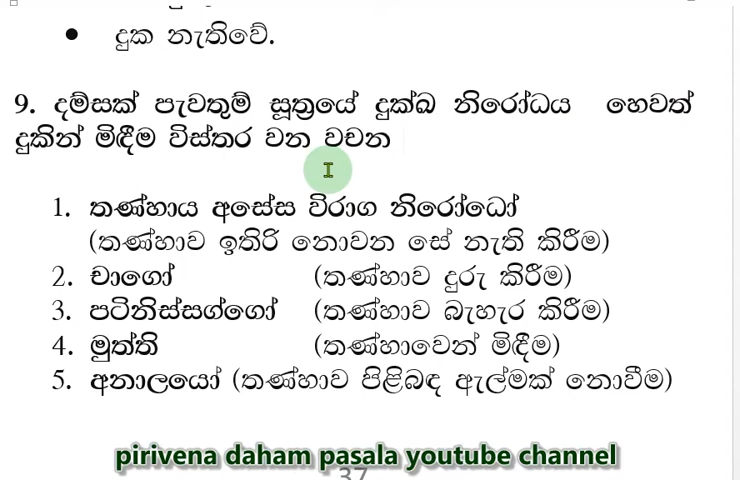 • දුක නැතිවේ.
9. දම්සක් පැවතුම් සූත්‍රයේ දුක්ඛ නිරෝධය හෙවත්
දුකින් මිදීම විස්තර වන වචන
1. තණ්හාය අසේස විරාග නිරෝධෝ
(තණ්හාව ඉතිරි නොවන සේ නැති කිරීම)
2. චාගෝ (තණ්හාව දුරු කිරීම)
3. පටිනිස්සග්ගෝ (තණ්හාව බැහැර කිරීම)
4. මුත්ති (තණ්හාවෙන් මිදීම)
5. අනාලයෝ (තණ්හාව පිළිබඳ ඇල්මක් නොවීම)
pirivena daham pasala youtube channel
37